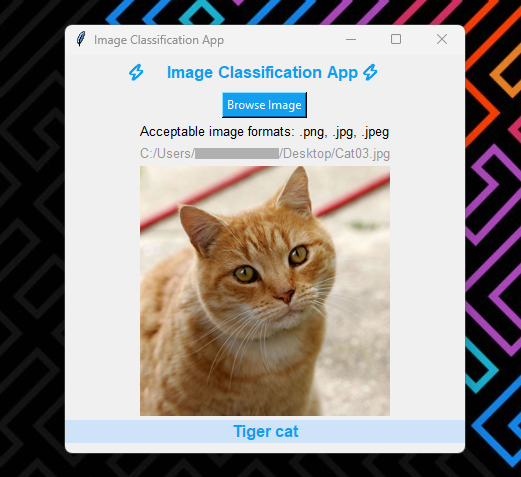 Image Classification App
⚡ Image Classification App ⚡
Browse Image
Acceptable image formats: .png, .jpg, .jpeg
C:/Users/ /Desktop/Cat03.jpg
Tiger cat